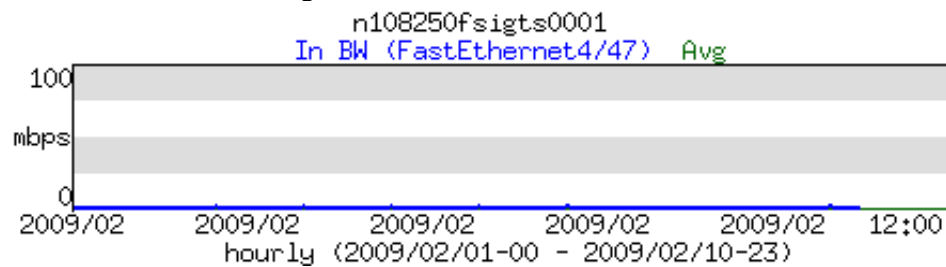 n108250fsigts0001
In BW (FastEthernet4/47) Avg
100
mbps
0
2009/02 2009/02 2009/02 2009/02 2009/02 12:00
hourly (2009/02/01-00 - 2009/02/10-23)